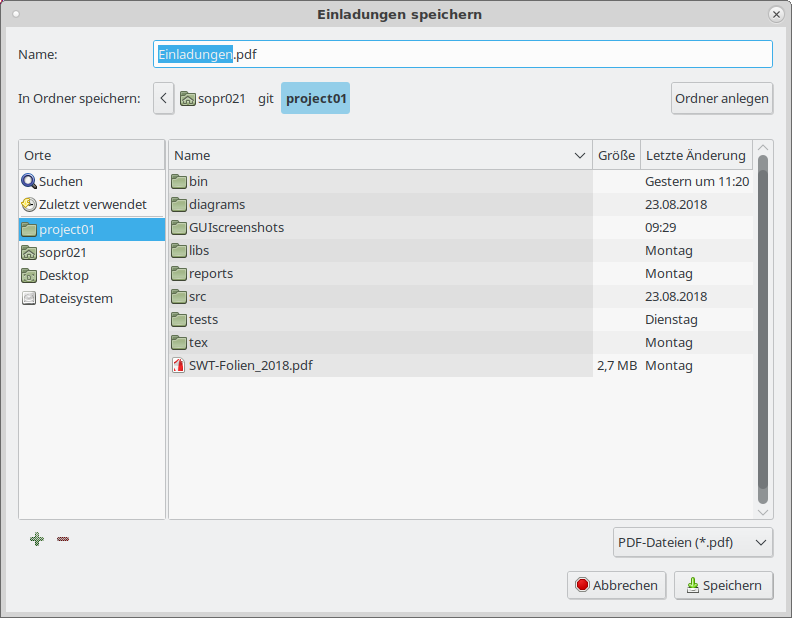 Einladungen speichern
Name: Einladungen.pdf
In Ordner speichern: sopr021 git project01 Ordner anlegen
Orte Name Größe Letzte Änderung
Suchen bin Gestern um 11:20
Zuletzt verwendet diagrams 23.08.2018
project01 GUIscreenshots 09:29
sopr021 libs Montag
Desktop reports Montag
Dateisystem src 23.08.2018
tests Dienstag
tex Montag
SWT-Folien_2018.pdf 2,7 MB Montag
PDF-Dateien (*.pdf)
Abbrechen Speichern